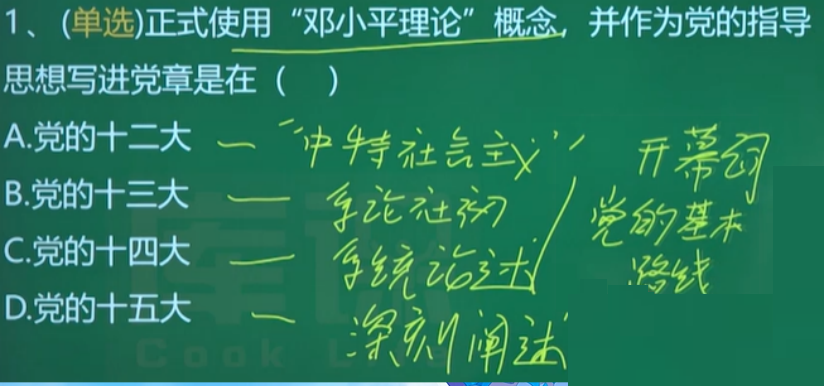 1、(单选)正式使用“邓小平理论”概念，并作为党的指导
思想写进党章是在（　）
A.党的十二大 — “中特社会主义” 开幕词
B.党的十三大 — 系论社初 党的基本
C.党的十四大 — 系统论述 路线
D.党的十五大 — 深刻阐述
Cook